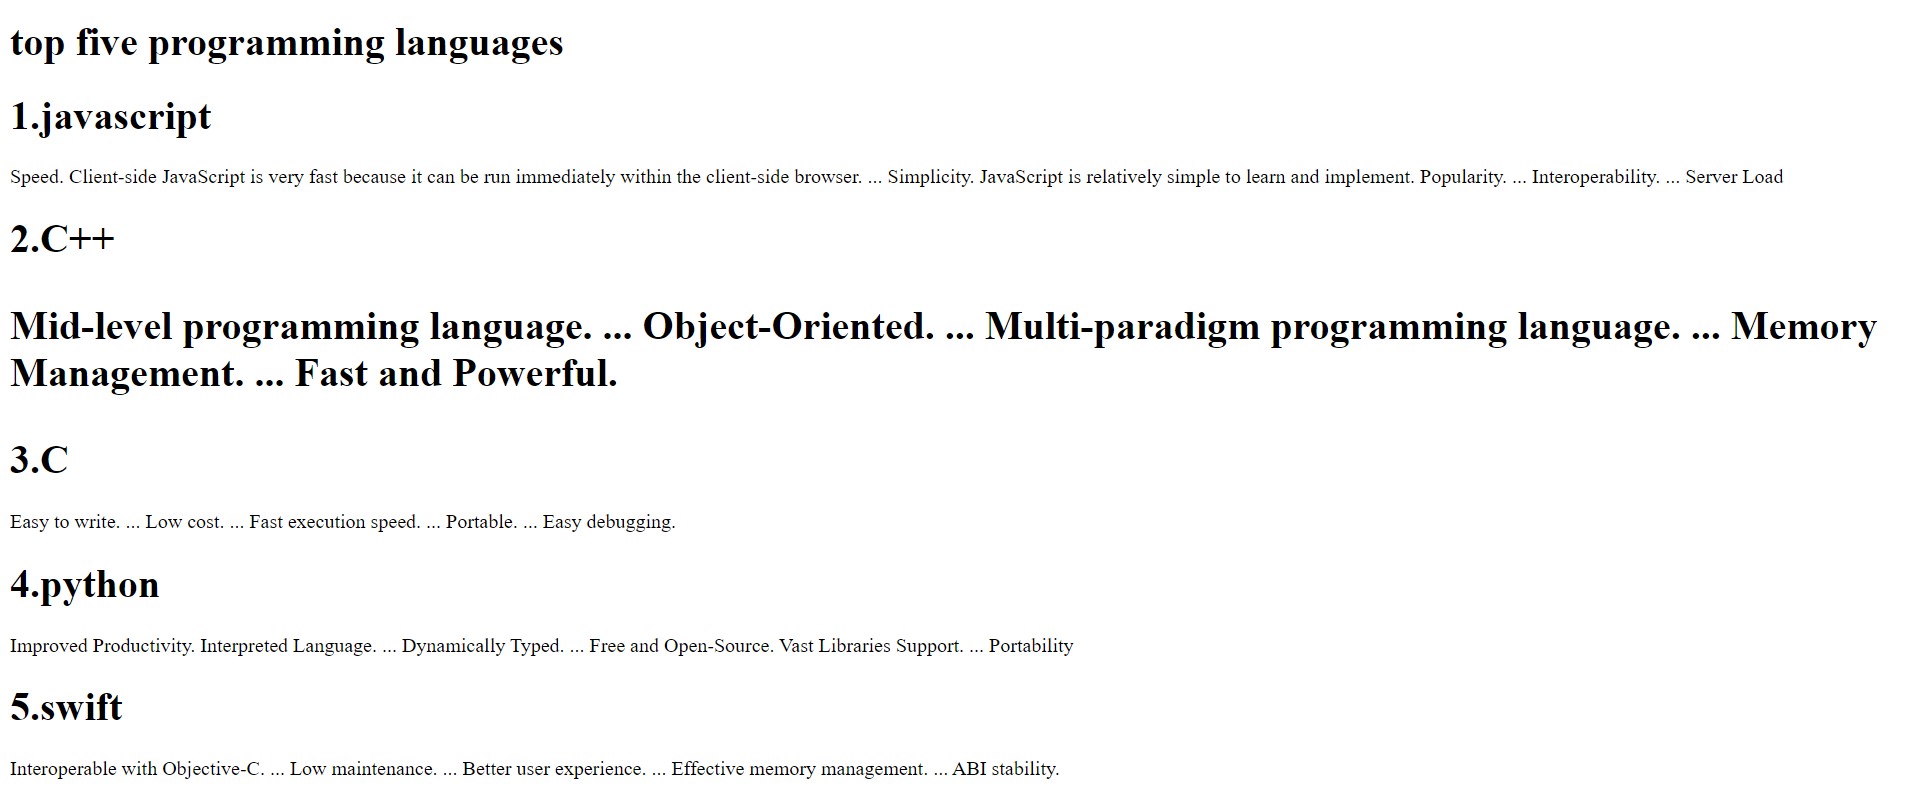 top five programming languages
1.javascript
Speed. Client-side JavaScript is very fast because it can be run immediately within the client-side browser. ... Simplicity. JavaScript is relatively simple to learn and implement. Popularity. ... Interoperability. ... Server Load
2.C++
Mid-level programming language. ... Object-Oriented. ... Multi-paradigm programming language. ... Memory
Management. ... Fast and Powerful.
3.C
Easy to write. ... Low cost. ... Fast execution speed. ... Portable. ... Easy debugging.
4.python
Improved Productivity. Interpreted Language. ... Dynamically Typed. ... Free and Open-Source. Vast Libraries Support. ... Portability
5.swift
Interoperable with Objective-C. ... Low maintenance. ... Better user experience. ... Effective memory management. ... ABI stability.